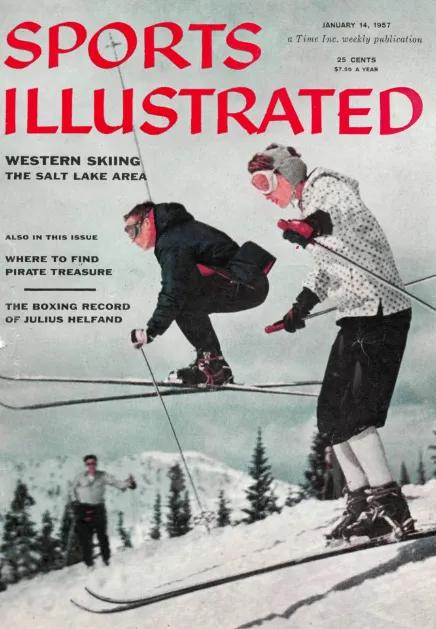 SPORTS
ILLUSTRATED
JANUARY 14, 1957
a Time Inc. weekly publication
25 CENTS
$7.50 A YEAR
WESTERN SKIING
THE SALT LAKE AREA
ALSO IN THIS ISSUE
WHERE TO FIND
PIRATE TREASURE
THE BOXING RECORD
OF JULIUS HELFAND